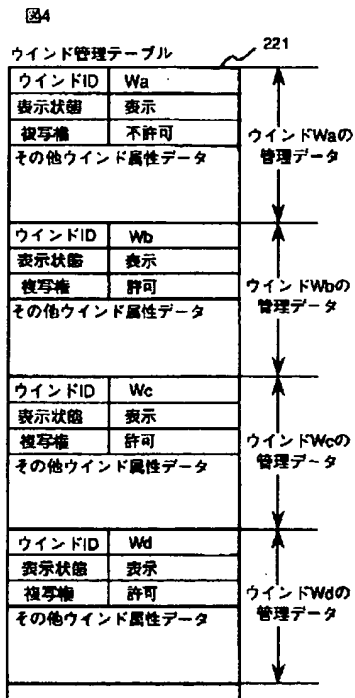 図4
ウインド管理テーブル
221
ウインドID Wa
表示状態 表示
複写権 不許可
その他ウインド属性データ
ウインドWaの
管理データ
ウインドID Wb
表示状態 表示
複写権 許可
その他ウインド属性データ
ウインドWbの
管理データ
ウインドID Wc
表示状態 表示
複写権 許可
その他ウインド属性データ
ウインドWcの
管理データ
ウインドID Wd
表示状態 表示
複写権 許可
その他ウインド属性データ
ウインドWdの
管理データ